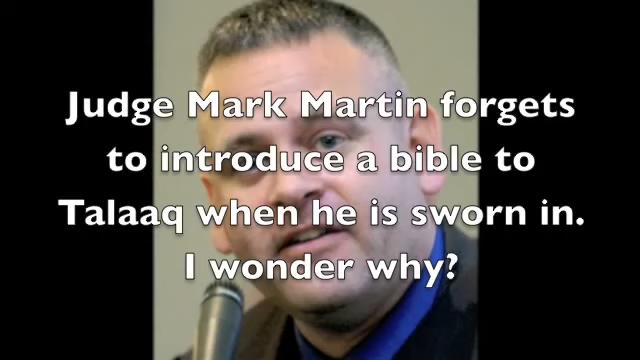 Judge Mark Martin forgets
to introduce a bible to
Talaaq when he is sworn in.
I wonder why?